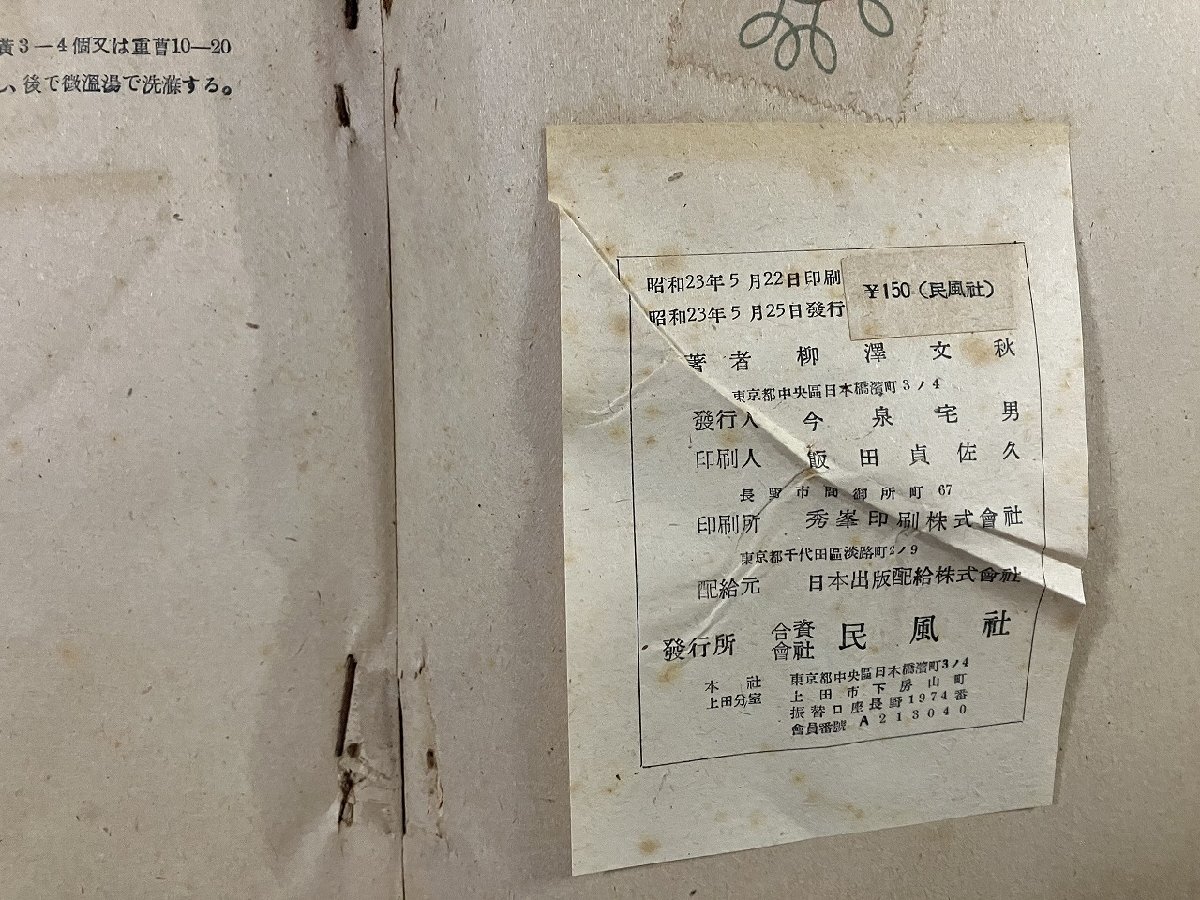 黄3—4個又は重曹10—20
し、後で微溫湯で洗滌する。
昭和23年5月22日印刷
昭和23年5月25日發行
¥150（民風社）
著者 柳澤文秋
東京都中央區日本橋濱町3ノ4
發行人 今泉宅男
印刷人 飯田貞佐久
長野市問御所町67
印刷所 秀峯印刷株式會社
東京都千代田區淡路町2ノ9
配給元 日本出版配給株式會社
發行所 合資會社 民風社
本社 東京都中央區日本橋濱町3ノ4
上田分室 上田市下房山町
振替口座長野1974番
會員番號 A213040